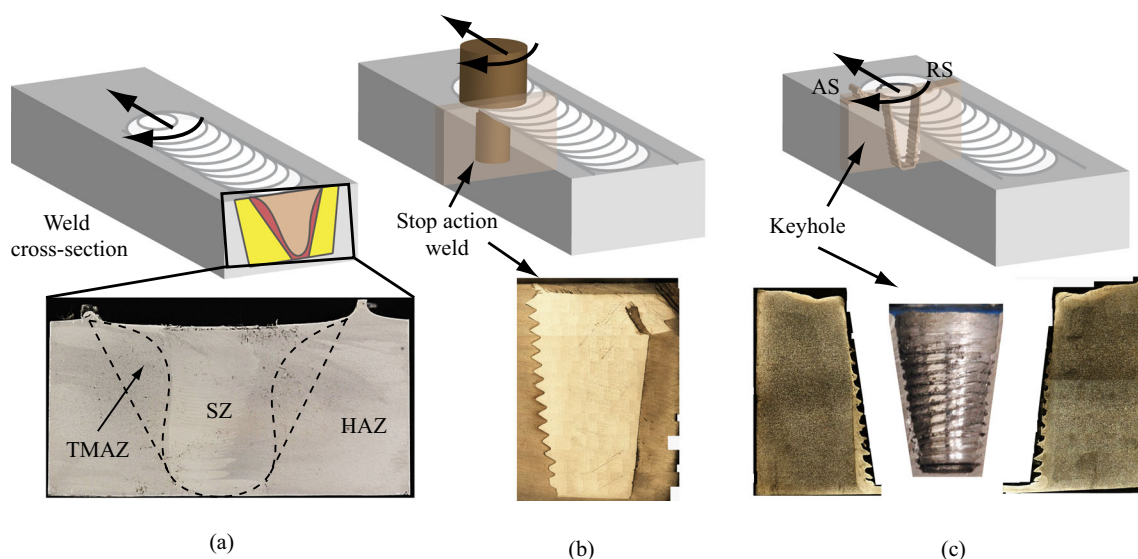 Weld
cross-section
TMAZ
SZ
HAZ
(a)
Stop action
weld
(b)
AS
RS
Keyhole
(c)